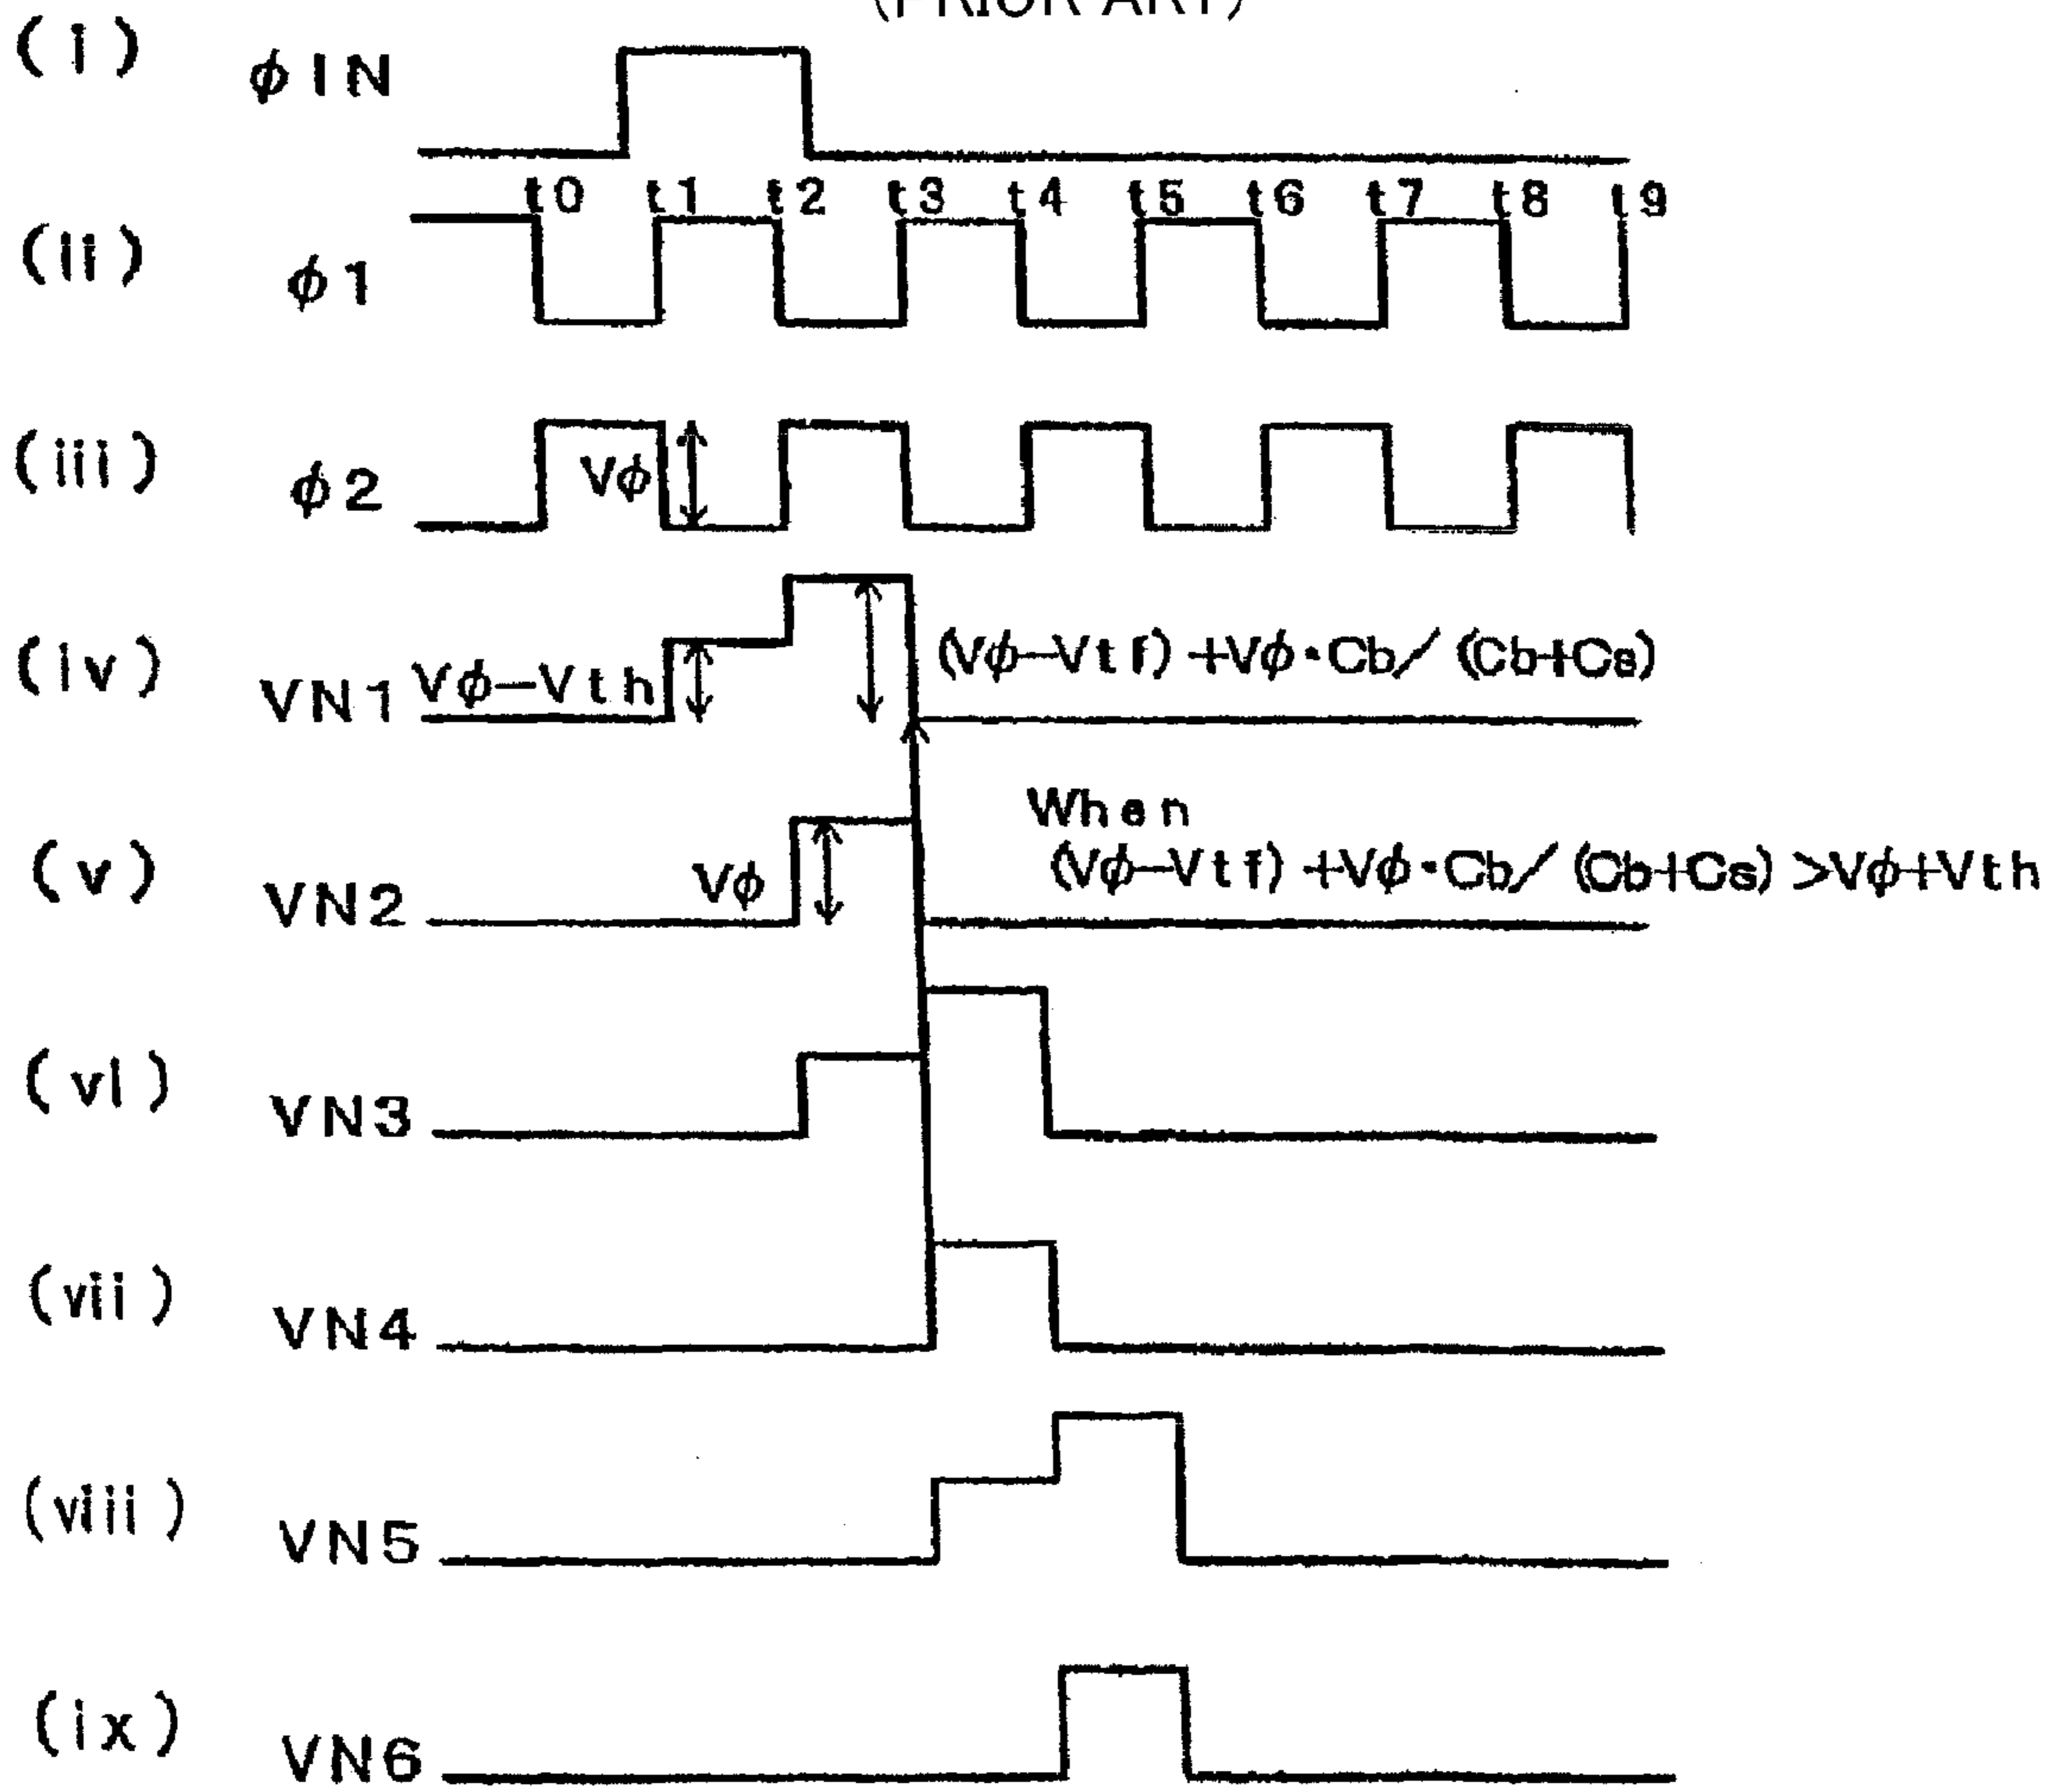 (PRIOR ART)
(i) φIN
t0 t1 t2 t3 t4 t5 t6 t7 t8 t9
(ii) φ1
(iii) φ2 Vφ
(iv) VN1 Vφ-Vth (Vφ-Vtf)+Vφ·Cb/(Cb+Cs)
When
(v) VN2 Vφ (Vφ-Vtf)+Vφ·Cb/(Cb+Cs)>Vφ+Vth
(vi) VN3
(vii) VN4
(viii) VN5
(ix) VN6